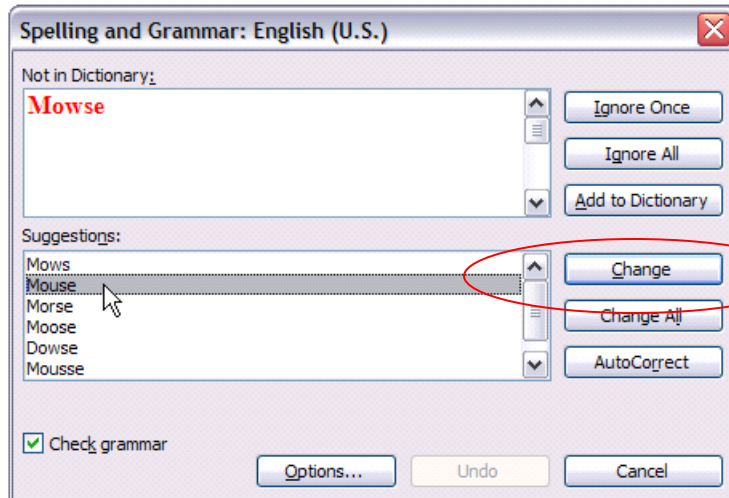 Spelling and Grammar: English (U.S.)
Not in Dictionary:
Mowse
Ignore Once
Ignore All
Add to Dictionary
Suggestions:
Mows
Mouse
Morse
Moose
Dowse
Mousse
Change
Change All
AutoCorrect
Check grammar
Options...
Undo
Cancel